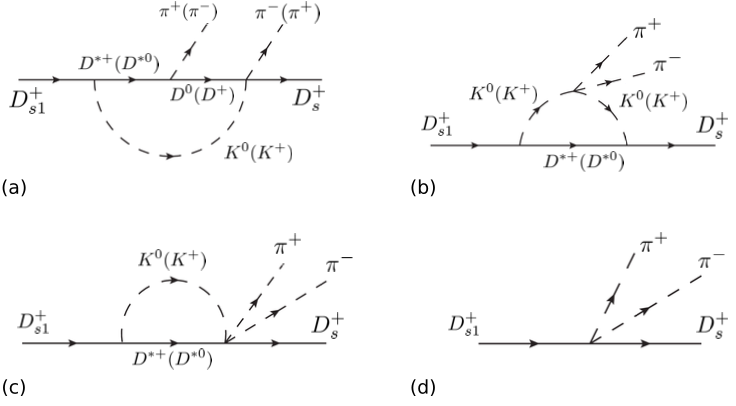 π⁺(π⁻) π⁻(π⁺)
D*⁺(D*⁰)
D⁺ₛ₁ D⁰(D⁺) D⁺ₛ
K⁰(K⁺)
(a)
π⁺
π⁻
K⁰(K⁺) K⁰(K⁺)
D⁺ₛ₁ D⁺ₛ
D*⁺(D*⁰)
(b)
π⁺
K⁰(K⁺) π⁻
D⁺ₛ₁ D⁺ₛ
D*⁺(D*⁰)
(c)
π⁺
π⁻
D⁺ₛ₁ D⁺ₛ
(d)